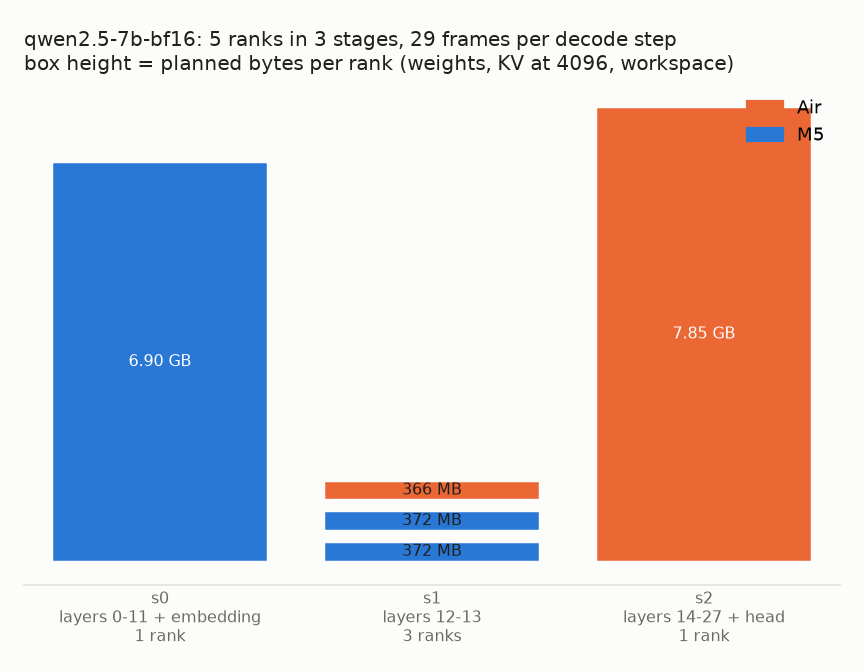 qwen2.5-7b-bf16: 5 ranks in 3 stages, 29 frames per decode step
box height = planned bytes per rank (weights, KV at 4096, workspace)
Air
M5
6.90 GB
7.85 GB
366 MB
372 MB
372 MB
s0
layers 0-11 + embedding
1 rank
s1
layers 12-13
3 ranks
s2
layers 14-27 + head
1 rank